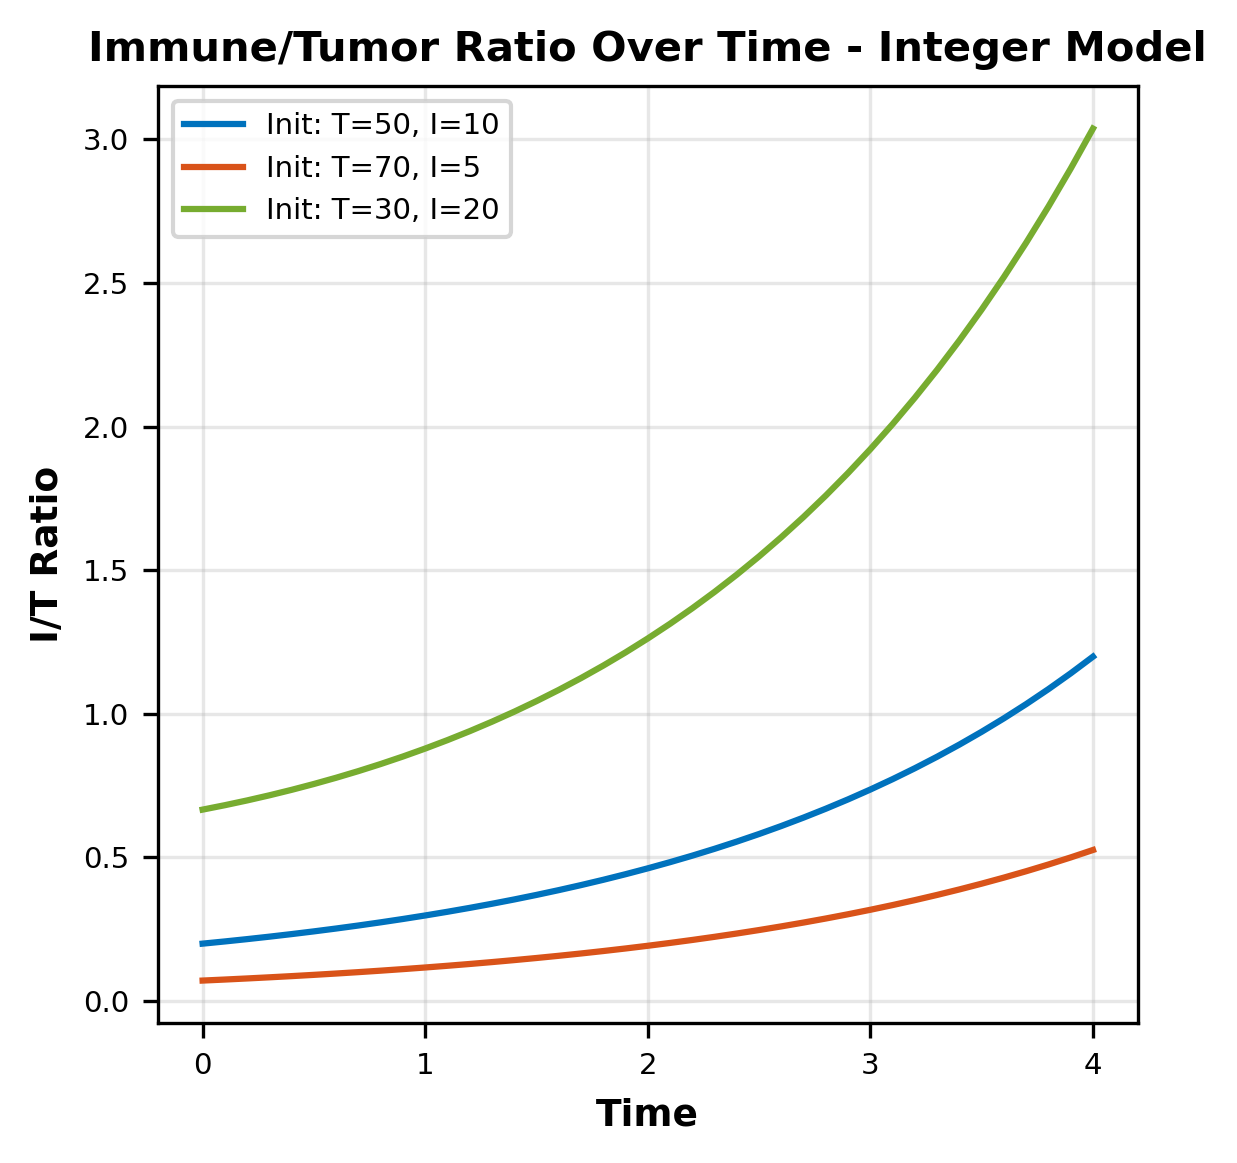 Immune/Tumor Ratio Over Time - Integer Model
Init: T=50, I=10
Init: T=70, I=5
Init: T=30, I=20
3.0
2.5
2.0
1.5
1.0
0.5
0.0
I/T Ratio
0 1 2 3 4
Time